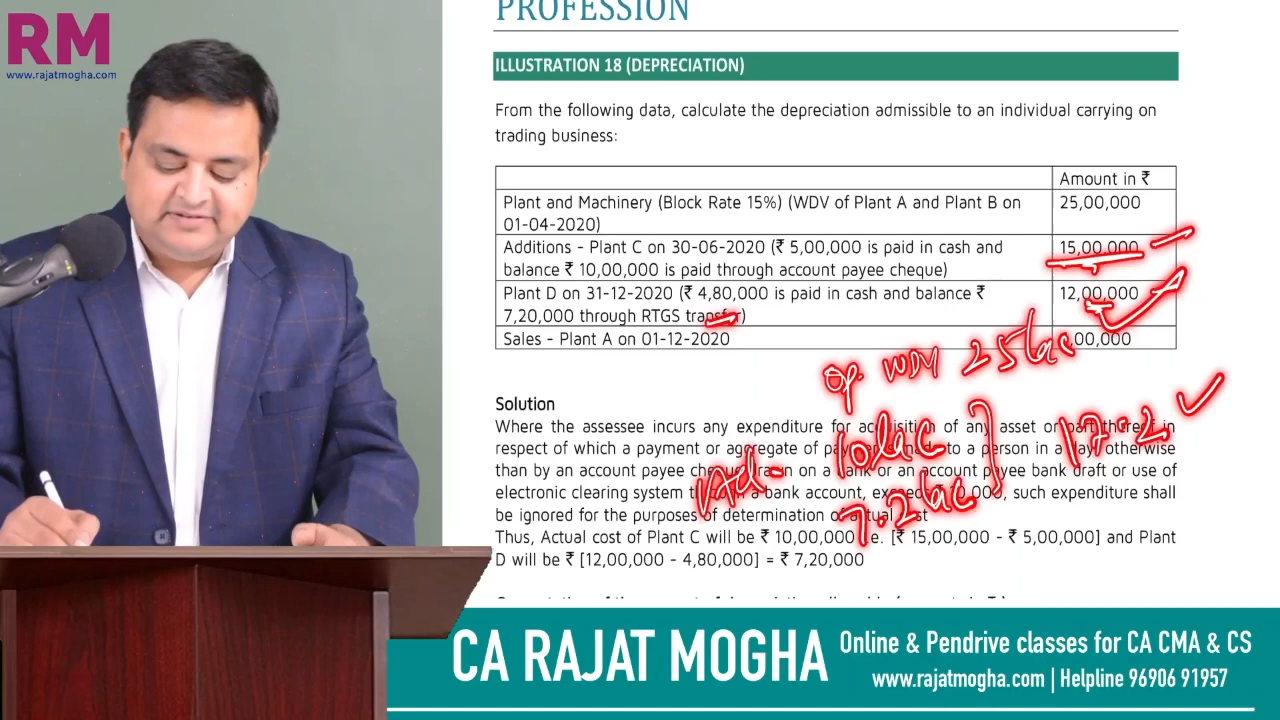 RM
www.rajatmogha.com
PROFESSION
ILLUSTRATION 18 (DEPRECIATION)
From the following data, calculate the depreciation admissible to an individual carrying on
trading business:
Amount in ₹
Plant and Machinery (Block Rate 15%) (WDV of Plant A and Plant B on
01-04-2020)
25,00,000
Additions - Plant C on 30-06-2020 (₹ 5,00,000 is paid in cash and
balance ₹ 10,00,000 is paid through account payee cheque)
15,00,000
Plant D on 31-12-2020 (₹ 4,80,000 is paid in cash and balance ₹
7,20,000 through RTGS transfer)
12,00,000
Sales - Plant A on 01-12-2020
,00,000
Op. WDV 25 lac
Solution
Where the assessee incurs any expenditure for acquisition of any asset or part thereof in
respect of which a payment or aggregate of made to a person in a day, otherwise
than by an account payee cheque drawn on a bank or an account payee bank draft or use of
electronic clearing system through a bank account, exceeds ₹ 10,000, such expenditure shall
be ignored for the purposes of determination of actual cost
Ad- 10 lac
7.2 lac
17.2
Thus, Actual cost of Plant C will be ₹ 10,00,000 i.e. [₹ 15,00,000 - ₹ 5,00,000] and Plant
D will be ₹ [12,00,000 - 4,80,000] = ₹ 7,20,000
CA RAJAT MOGHA
Online & Pendrive classes for CA CMA & CS
www.rajatmogha.com | Helpline 96906 91957